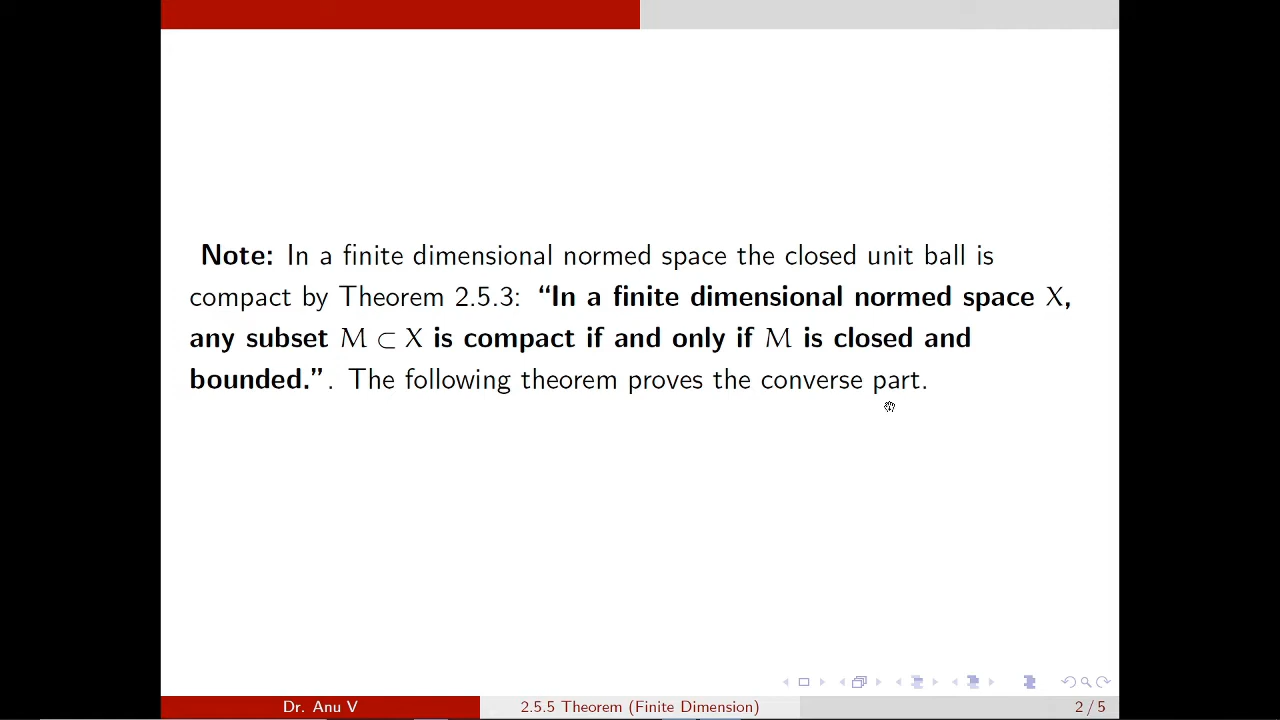 Note: In a finite dimensional normed space the closed unit ball is
compact by Theorem 2.5.3: “In a finite dimensional normed space X,
any subset M ⊂ X is compact if and only if M is closed and
bounded.”. The following theorem proves the converse part.
Dr. Anu V 2.5.5 Theorem (Finite Dimension) 2 / 5